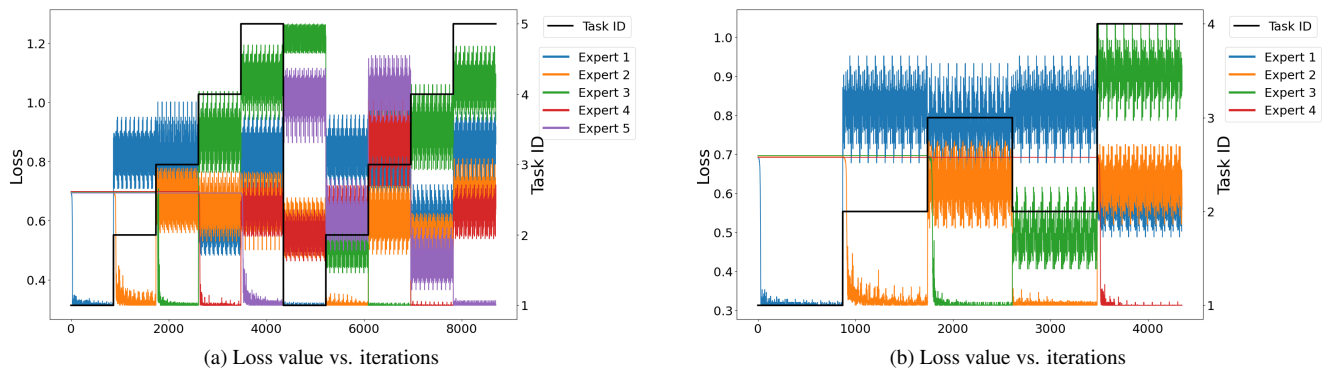 Loss
1.2
1.0
0.8
0.6
0.4
0
2000
4000
6000
8000
5
4
3
2
1
Task ID
Task ID
Expert 1
Expert 2
Expert 3
Expert 4
Expert 5
(a) Loss value vs. iterations
Loss
1.0
0.9
0.8
0.7
0.6
0.5
0.4
0.3
0
1000
2000
3000
4000
4
3
2
1
Task ID
Task ID
Expert 1
Expert 2
Expert 3
Expert 4
(b) Loss value vs. iterations